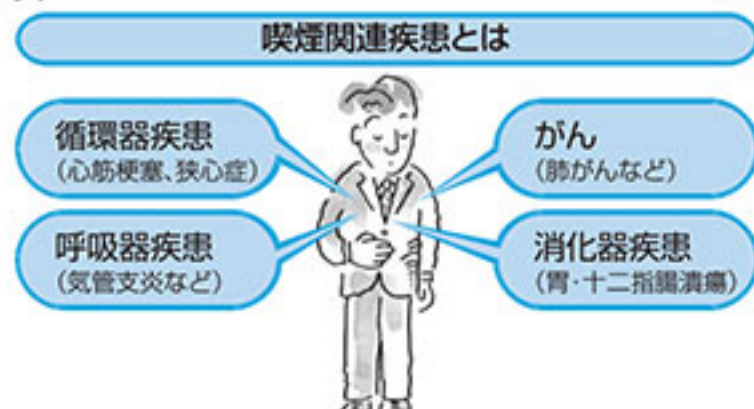 喫煙関連疾患とは
循環器疾患
(心筋梗塞、狭心症)
がん
(肺がんなど)
呼吸器疾患
(気管支炎など)
消化器疾患
(胃・十二指腸潰瘍)